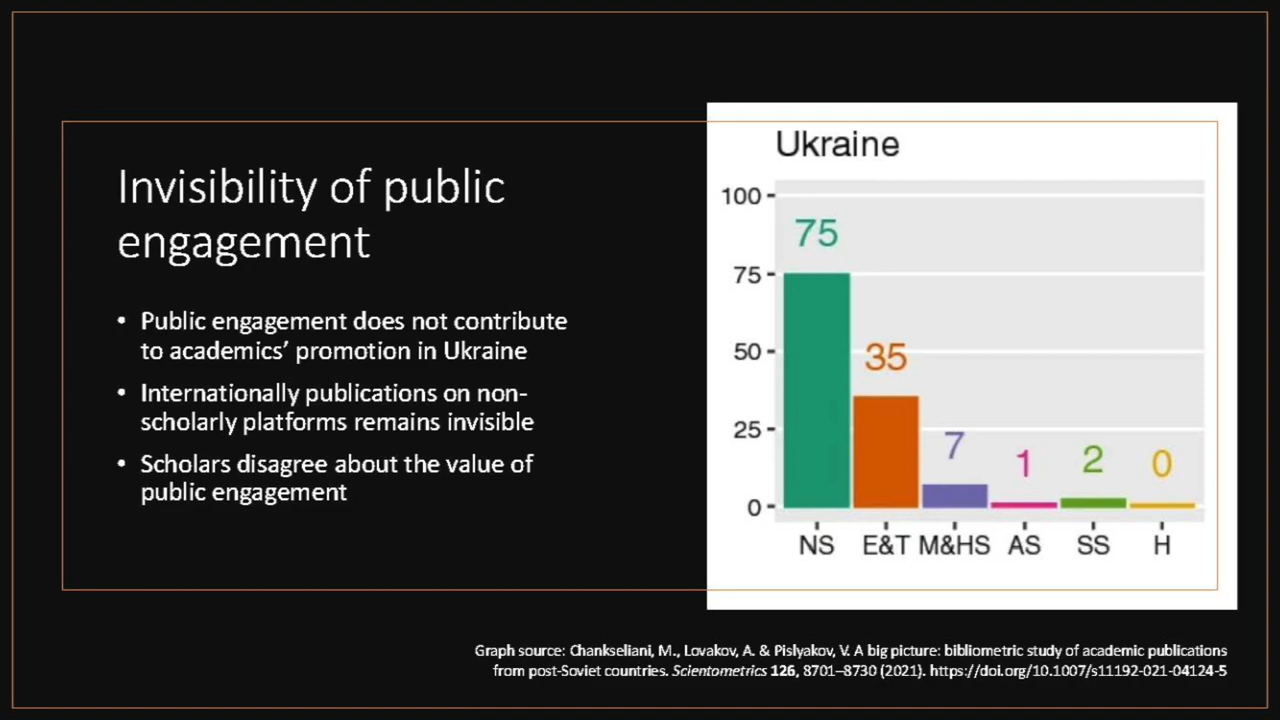 Invisibility of public
engagement
• Public engagement does not contribute
to academics’ promotion in Ukraine
• Internationally publications on non-
scholarly platforms remains invisible
• Scholars disagree about the value of
public engagement
Ukraine
100
75
50
25
0
75
35
7
1
2
0
NS E&T M&HS AS SS H
Graph source: Chankseliani, M., Lovakov, A. & Pislyakov, V. A big picture: bibliometric study of academic publications
from post-Soviet countries. Scientometrics 126, 8701–8730 (2021). https://doi.org/10.1007/s11192-021-04124-5